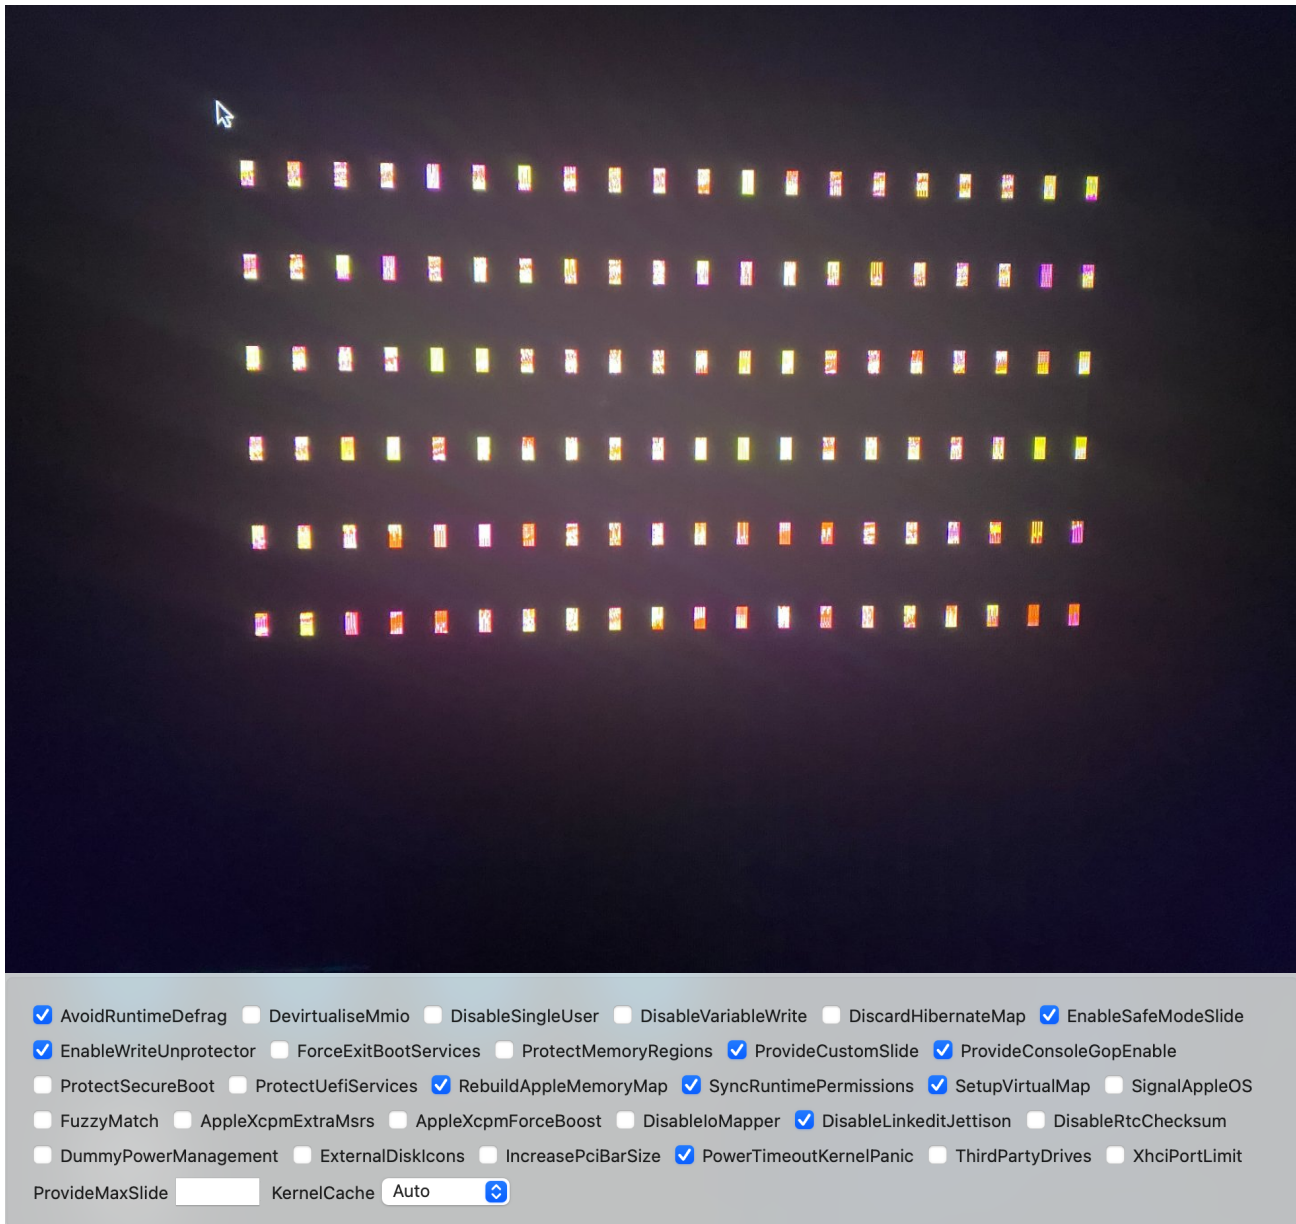 AvoidRuntimeDefrag DevirtualiseMmio DisableSingleUser DisableVariableWrite DiscardHibernateMap EnableSafeModeSlide
EnableWriteUnprotector ForceExitBootServices ProtectMemoryRegions ProvideCustomSlide ProvideConsoleGopEnable
ProtectSecureBoot ProtectUefiServices RebuildAppleMemoryMap SyncRuntimePermissions SetupVirtualMap SignalAppleOS
FuzzyMatch AppleXcpmExtraMsrs AppleXcpmForceBoost DisableIoMapper DisableLinkeditJettison DisableRtcChecksum
DummyPowerManagement ExternalDiskIcons IncreasePciBarSize PowerTimeoutKernelPanic ThirdPartyDrives XhciPortLimit
ProvideMaxSlide KernelCache Auto